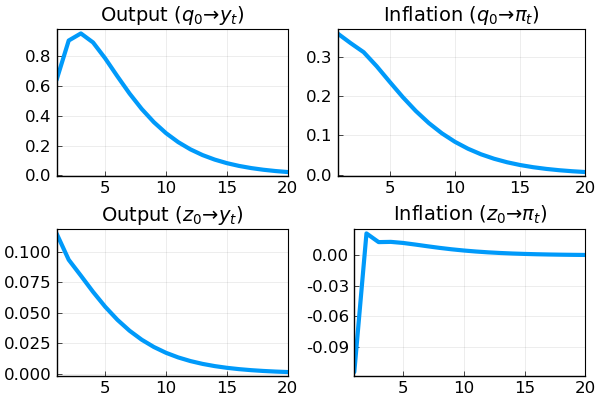 Output (q₀→yₜ)
0.8
0.6
0.4
0.2
0.0
5 10 15 20
Inflation (q₀→πₜ)
0.3
0.2
0.1
0.0
5 10 15 20
Output (z₀→yₜ)
0.100
0.075
0.050
0.025
0.000
5 10 15 20
Inflation (z₀→πₜ)
0.00
-0.03
-0.06
-0.09
5 10 15 20